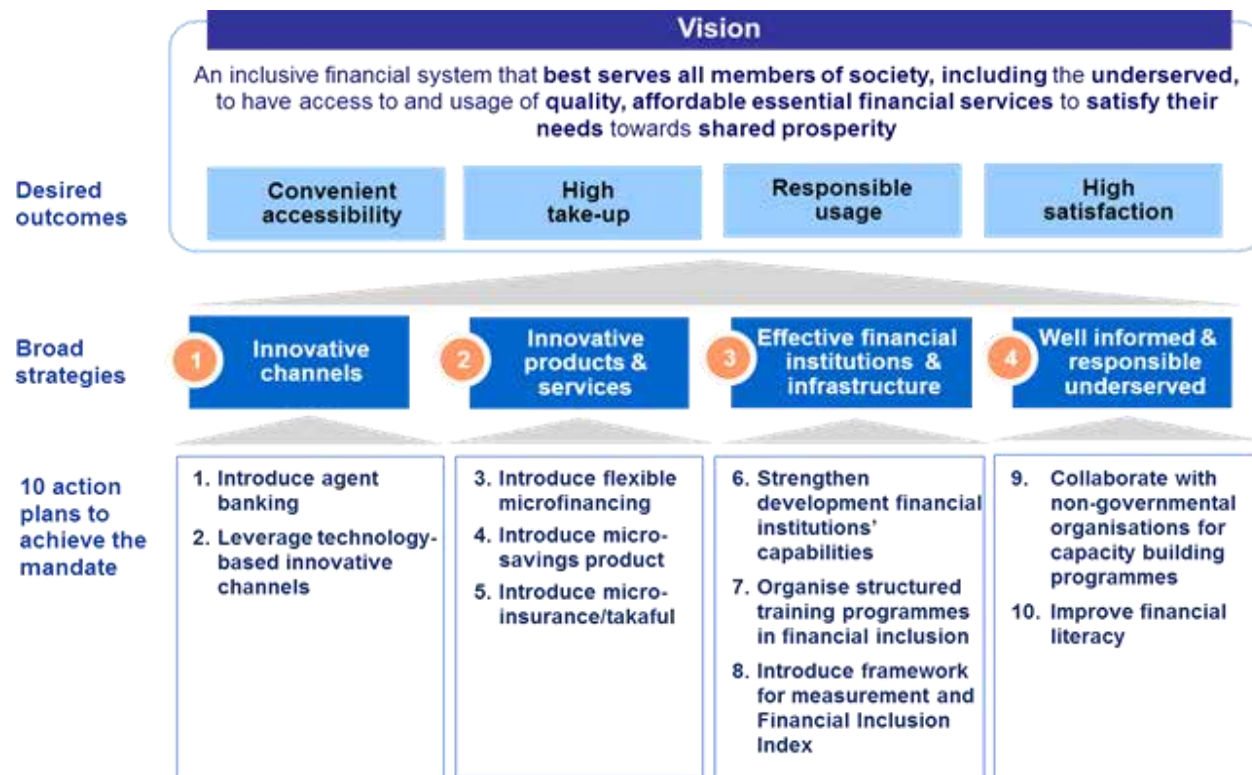 Vision
An inclusive financial system that best serves all members of society, including the underserved,
to have access to and usage of quality, affordable essential financial services to satisfy their
needs towards shared prosperity
Desired
outcomes
Convenient
accessibility
High
take-up
Responsible
usage
High
satisfaction
Broad
strategies
1
Innovative
channels
2
Innovative
products &
services
3
Effective financial
institutions &
infrastructure
4
Well informed &
responsible
underserved
10 action
plans to
achieve the
mandate
1. Introduce agent
banking
2. Leverage technology-
based innovative
channels
3. Introduce flexible
microfinancing
4. Introduce micro-
savings product
5. Introduce micro-
insurance/takaful
6. Strengthen
development financial
institutions'
capabilities
7. Organise structured
training programmes
in financial inclusion
8. Introduce framework
for measurement and
Financial Inclusion
Index
9. Collaborate with
non-governmental
organisations for
capacity building
programmes
10. Improve financial
literacy